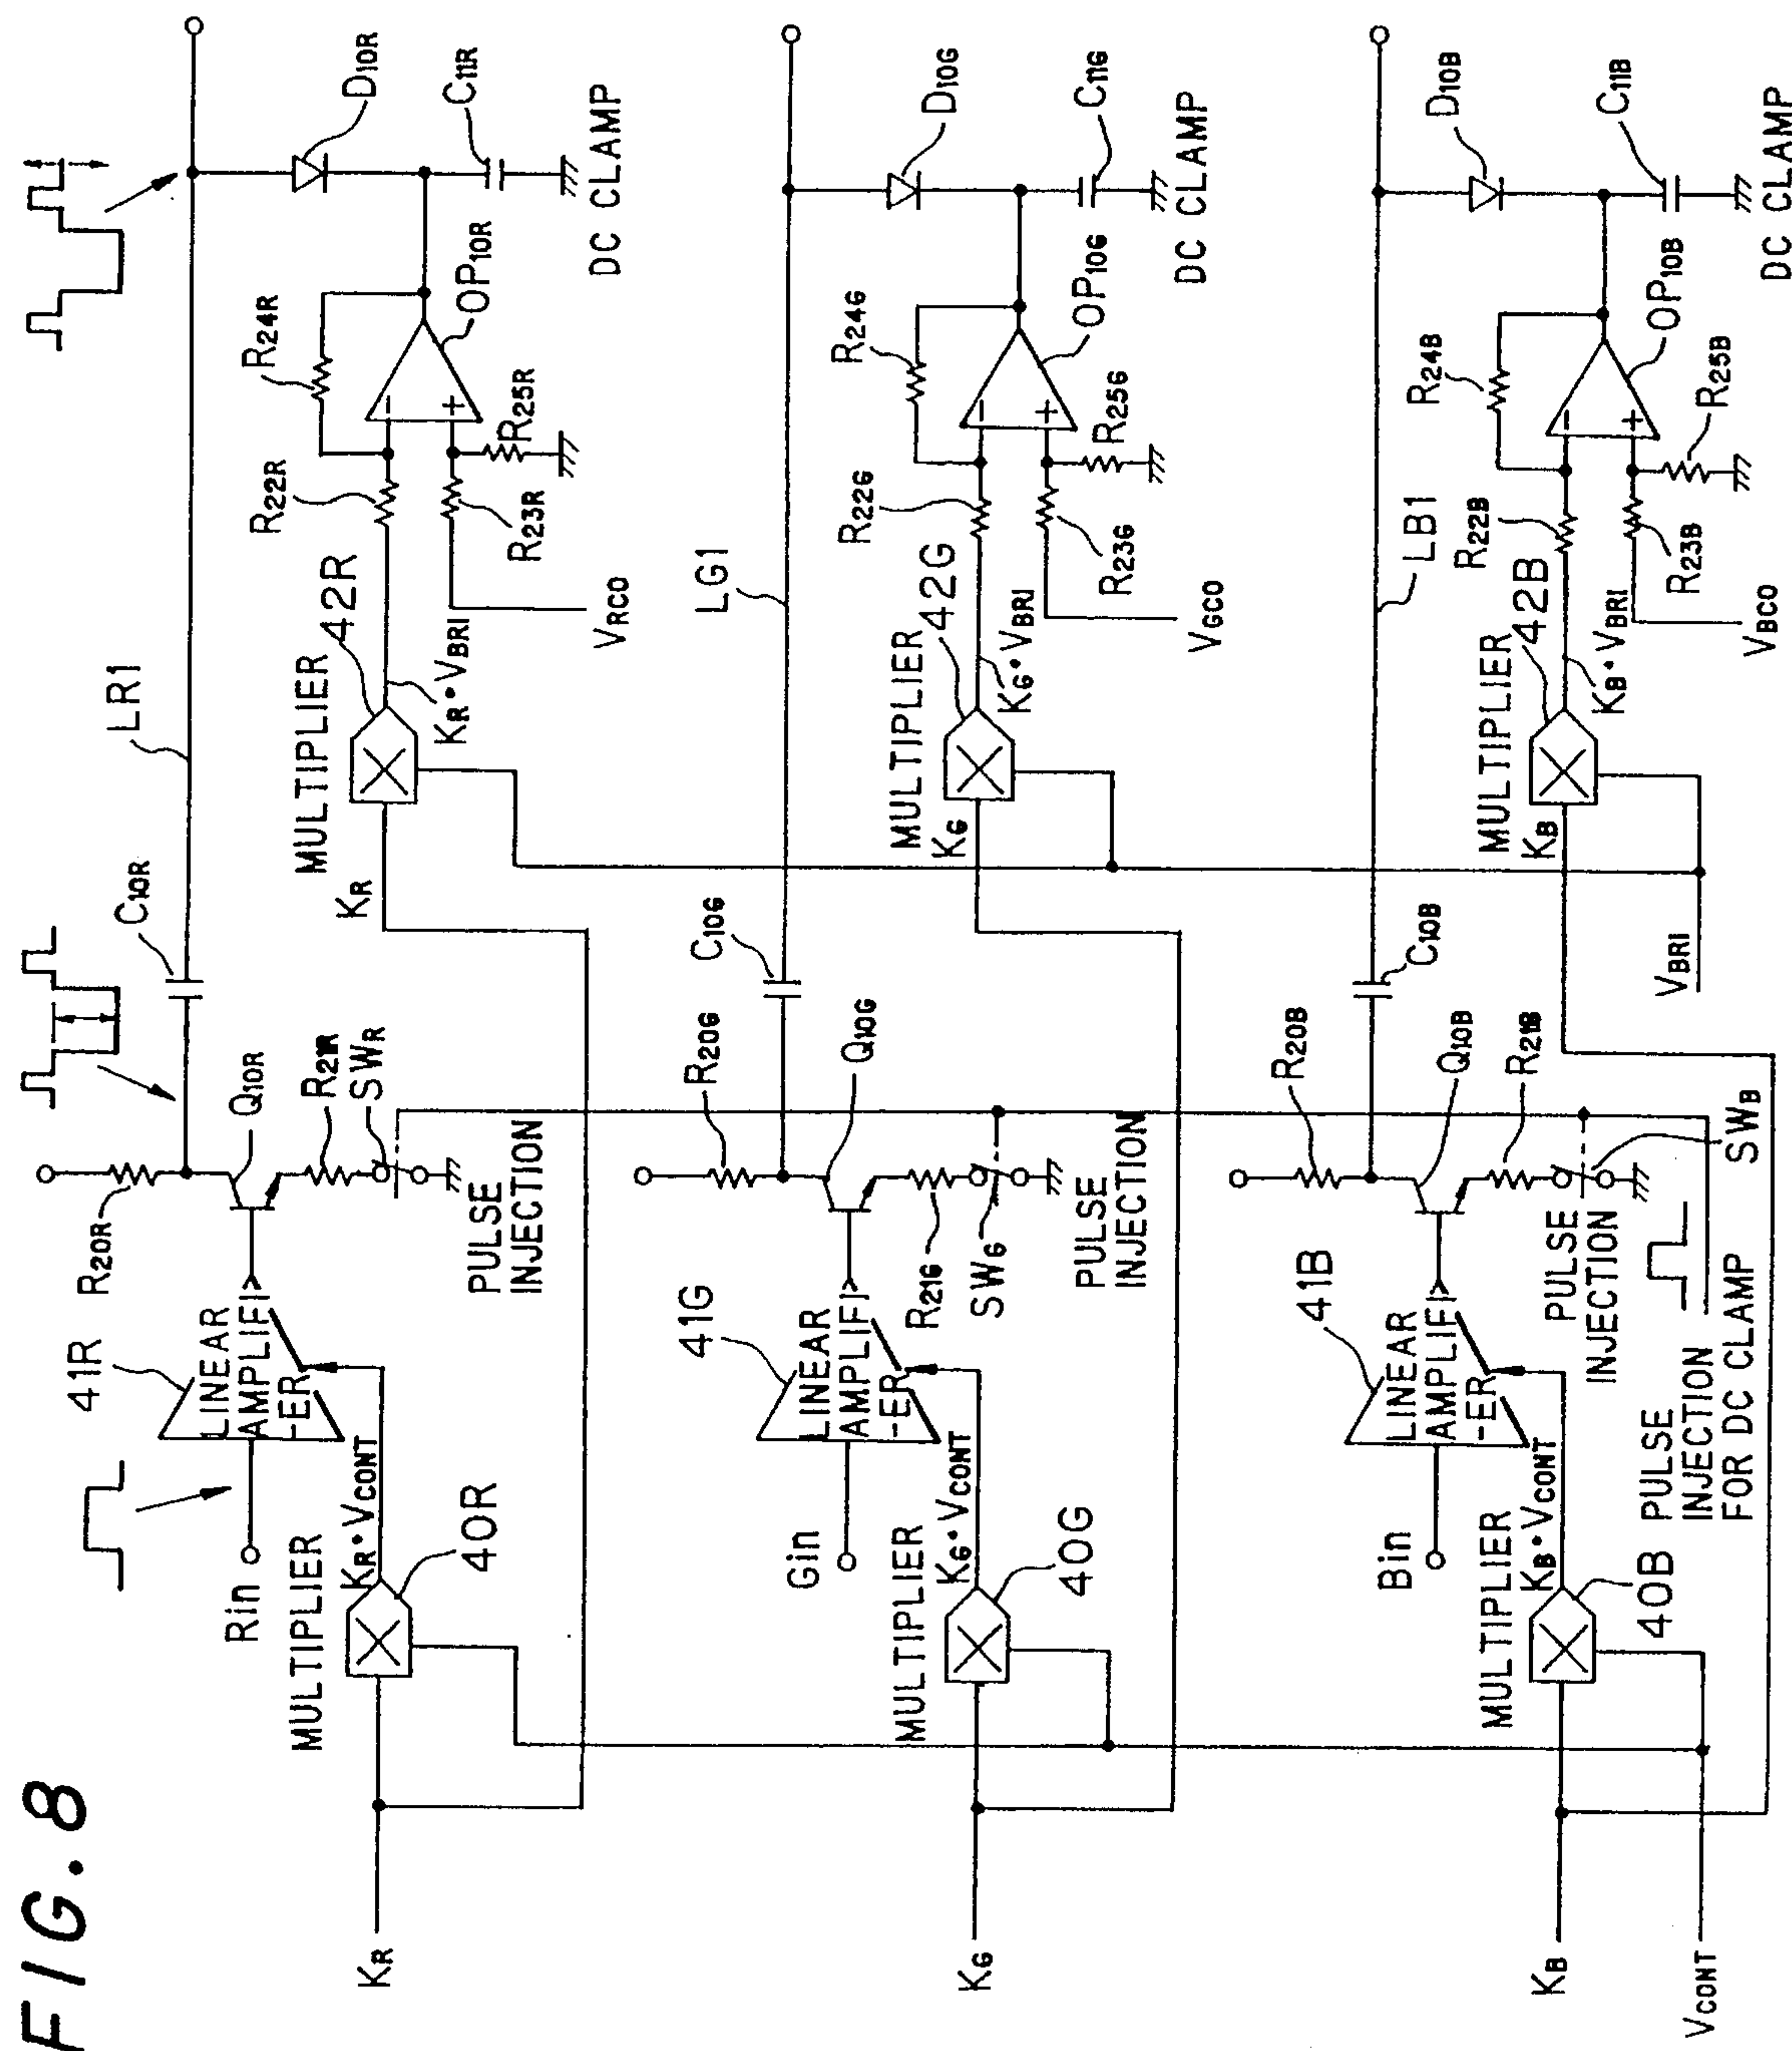 FIG.8
Rin
41R
LINEAR
AMPLIFI
-ER
R20R
Q10R
R21R
SWR
PULSE
INJECTION
C10R
LR1
D10R
C11R
DC CLAMP
KR
MULTIPLIER
40R
KR•VCONT
KR
MULTIPLIER
42R
KR•VBRI
R22R
R23R
VRCO
R24R
R25R
OP10R
Gin
41G
LINEAR
AMPLIFI
-ER
R20G
Q10G
R21G
SWG
PULSE
INJECTION
C10G
LG1
D10G
C11G
DC CLAMP
KG
MULTIPLIER
40G
KG•VCONT
KG
MULTIPLIER
42G
KG•VBRI
R22G
R23G
VGCO
R24G
R25G
OP10G
Bin
41B
LINEAR
AMPLIFI
-ER
R20B
Q10B
R21B
SWB
PULSE
INJECTION
C10B
LB1
D10B
C11B
DC CLAMP
KB
MULTIPLIER
40B
KB•VCONT
KB
MULTIPLIER
42B
KB•VBRI
R22B
R23B
VBCO
R24B
R25B
OP10B
VCONT
PULSE
INJECTION
FOR DC CLAMP
VBRI